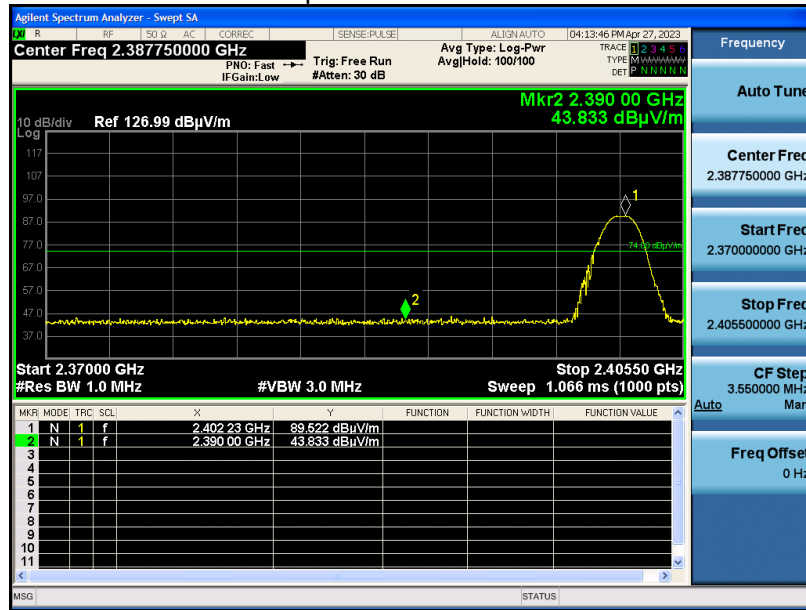 Agilent Spectrum Analyzer - Swept SA
LXI R RF 50 Ω AC CORREC SENSE:PULSE ALIGN AUTO 04:13:46 PM Apr 27, 2023
Center Freq 2.387750000 GHz
PNO: Fast
IFGain:Low
Trig: Free Run
#Atten: 30 dB
Avg Type: Log-Pwr
Avg|Hold: 100/100
TRACE 1 2 3 4 5 6
TYPE M WWWWW
DET P N N N N N
Frequency
Auto Tune
Center Freq
2.387750000 GHz
Start Freq
2.370000000 GHz
Stop Freq
2.405500000 GHz
CF Step
3.550000 MHz
Auto Man
Freq Offset
0 Hz
Mkr2 2.390 00 GHz
43.833 dBµV/m
10 dB/div Ref 126.99 dBµV/m
Log
117
107
97.0
87.0
77.0
67.0
57.0
47.0
37.0
1
74.00 dBµV/m
2
Start 2.37000 GHz Stop 2.40550 GHz
#Res BW 1.0 MHz #VBW 3.0 MHz Sweep 1.066 ms (1000 pts)
MKR MODE TRC SCL X Y FUNCTION FUNCTION WIDTH FUNCTION VALUE
1 N 1 f 2.402 23 GHz 89.522 dBµV/m
2 N 1 f 2.390 00 GHz 43.833 dBµV/m
3
4
5
6
7
8
9
10
11
MSG STATUS